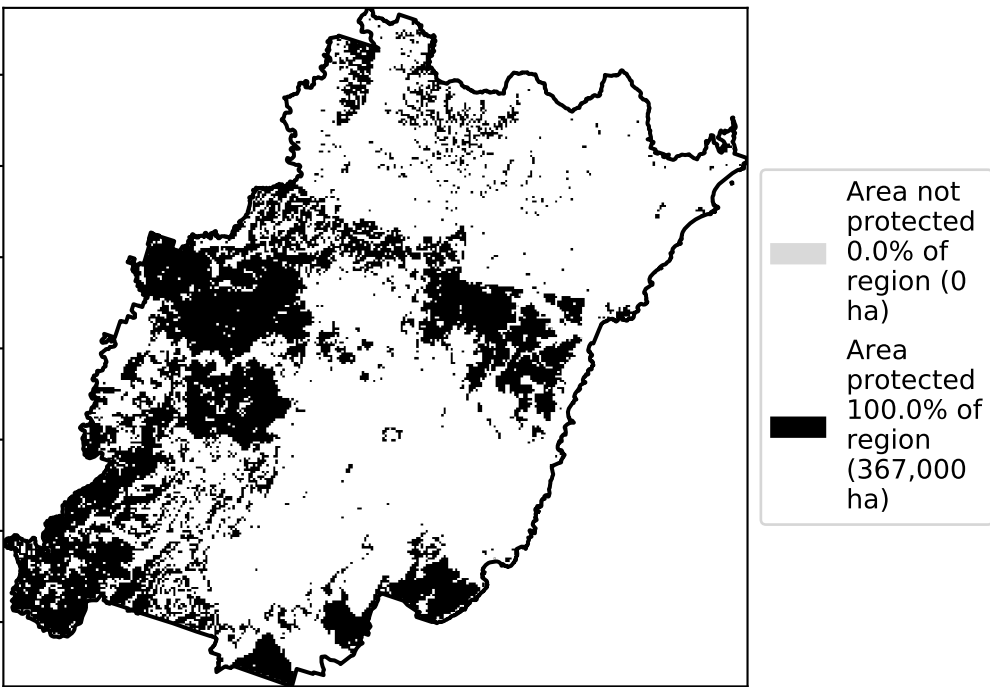 Area not
protected
0.0% of
region (0
ha)
Area
protected
100.0% of
region
(367,000
ha)